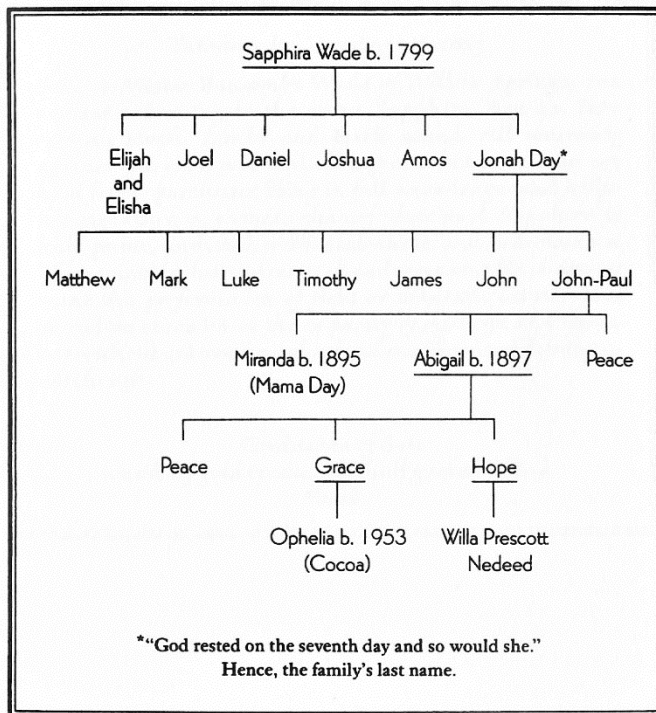 Sapphira Wade b. 1799
Elijah and Elisha
Joel
Daniel
Joshua
Amos
Jonah Day*
Matthew
Mark
Luke
Timothy
James
John
John-Paul
Miranda b. 1895
(Mama Day)
Abigail b. 1897
Peace
Peace
Grace
Hope
Ophelia b. 1953
(Cocoa)
Willa Prescott
Nedeed
*“God rested on the seventh day and so would she.”
Hence, the family’s last name.